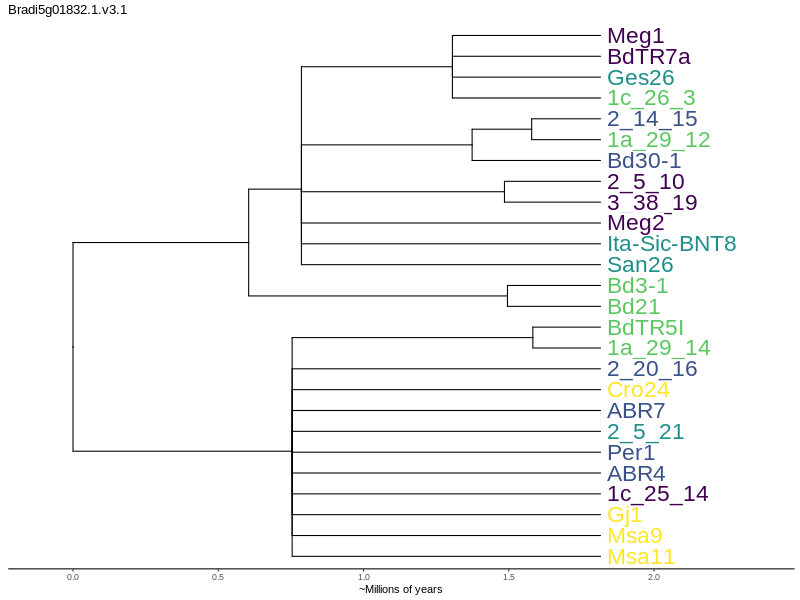 Bradi5g01832.1.v3.1
Meg1
BdTR7a
Ges26
1c_26_3
2_14_15
1a_29_12
Bd30-1
2_5_10
3_38_19
Meg2
Ita-Sic-BNT8
San26
Bd3-1
Bd21
BdTR5I
1a_29_14
2_20_16
Cro24
ABR7
2_5_21
Per1
ABR4
1c_25_14
Gj1
Msa9
Msa11
0.0 0.5 1.0 1.5 2.0
~Millions of years